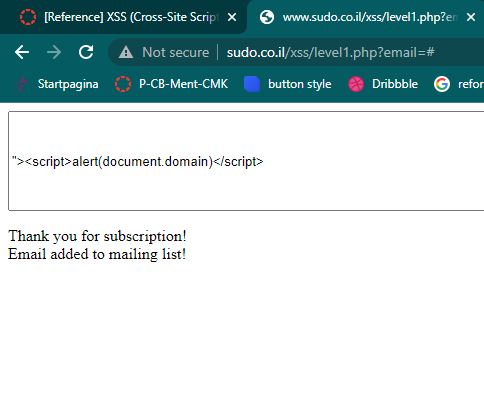 [Reference] XSS (Cross-Site Script
www.sudo.co.il/xss/level1.php?em
Not secure | sudo.co.il/xss/level1.php?email=#
Startpagina P-CB-Ment-CMK button style Dribbble refor
"><script>alert(document.domain)</script>
Thank you for subscription!
Email added to mailing list!